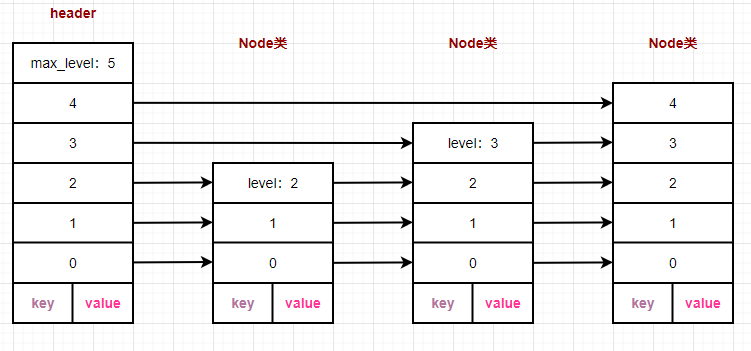 header
Node类
Node类
Node类
max_level：5
4
4
3
level：3
3
2
level：2
2
2
1
1
1
1
0
0
0
0
key value
key value
key value
key value